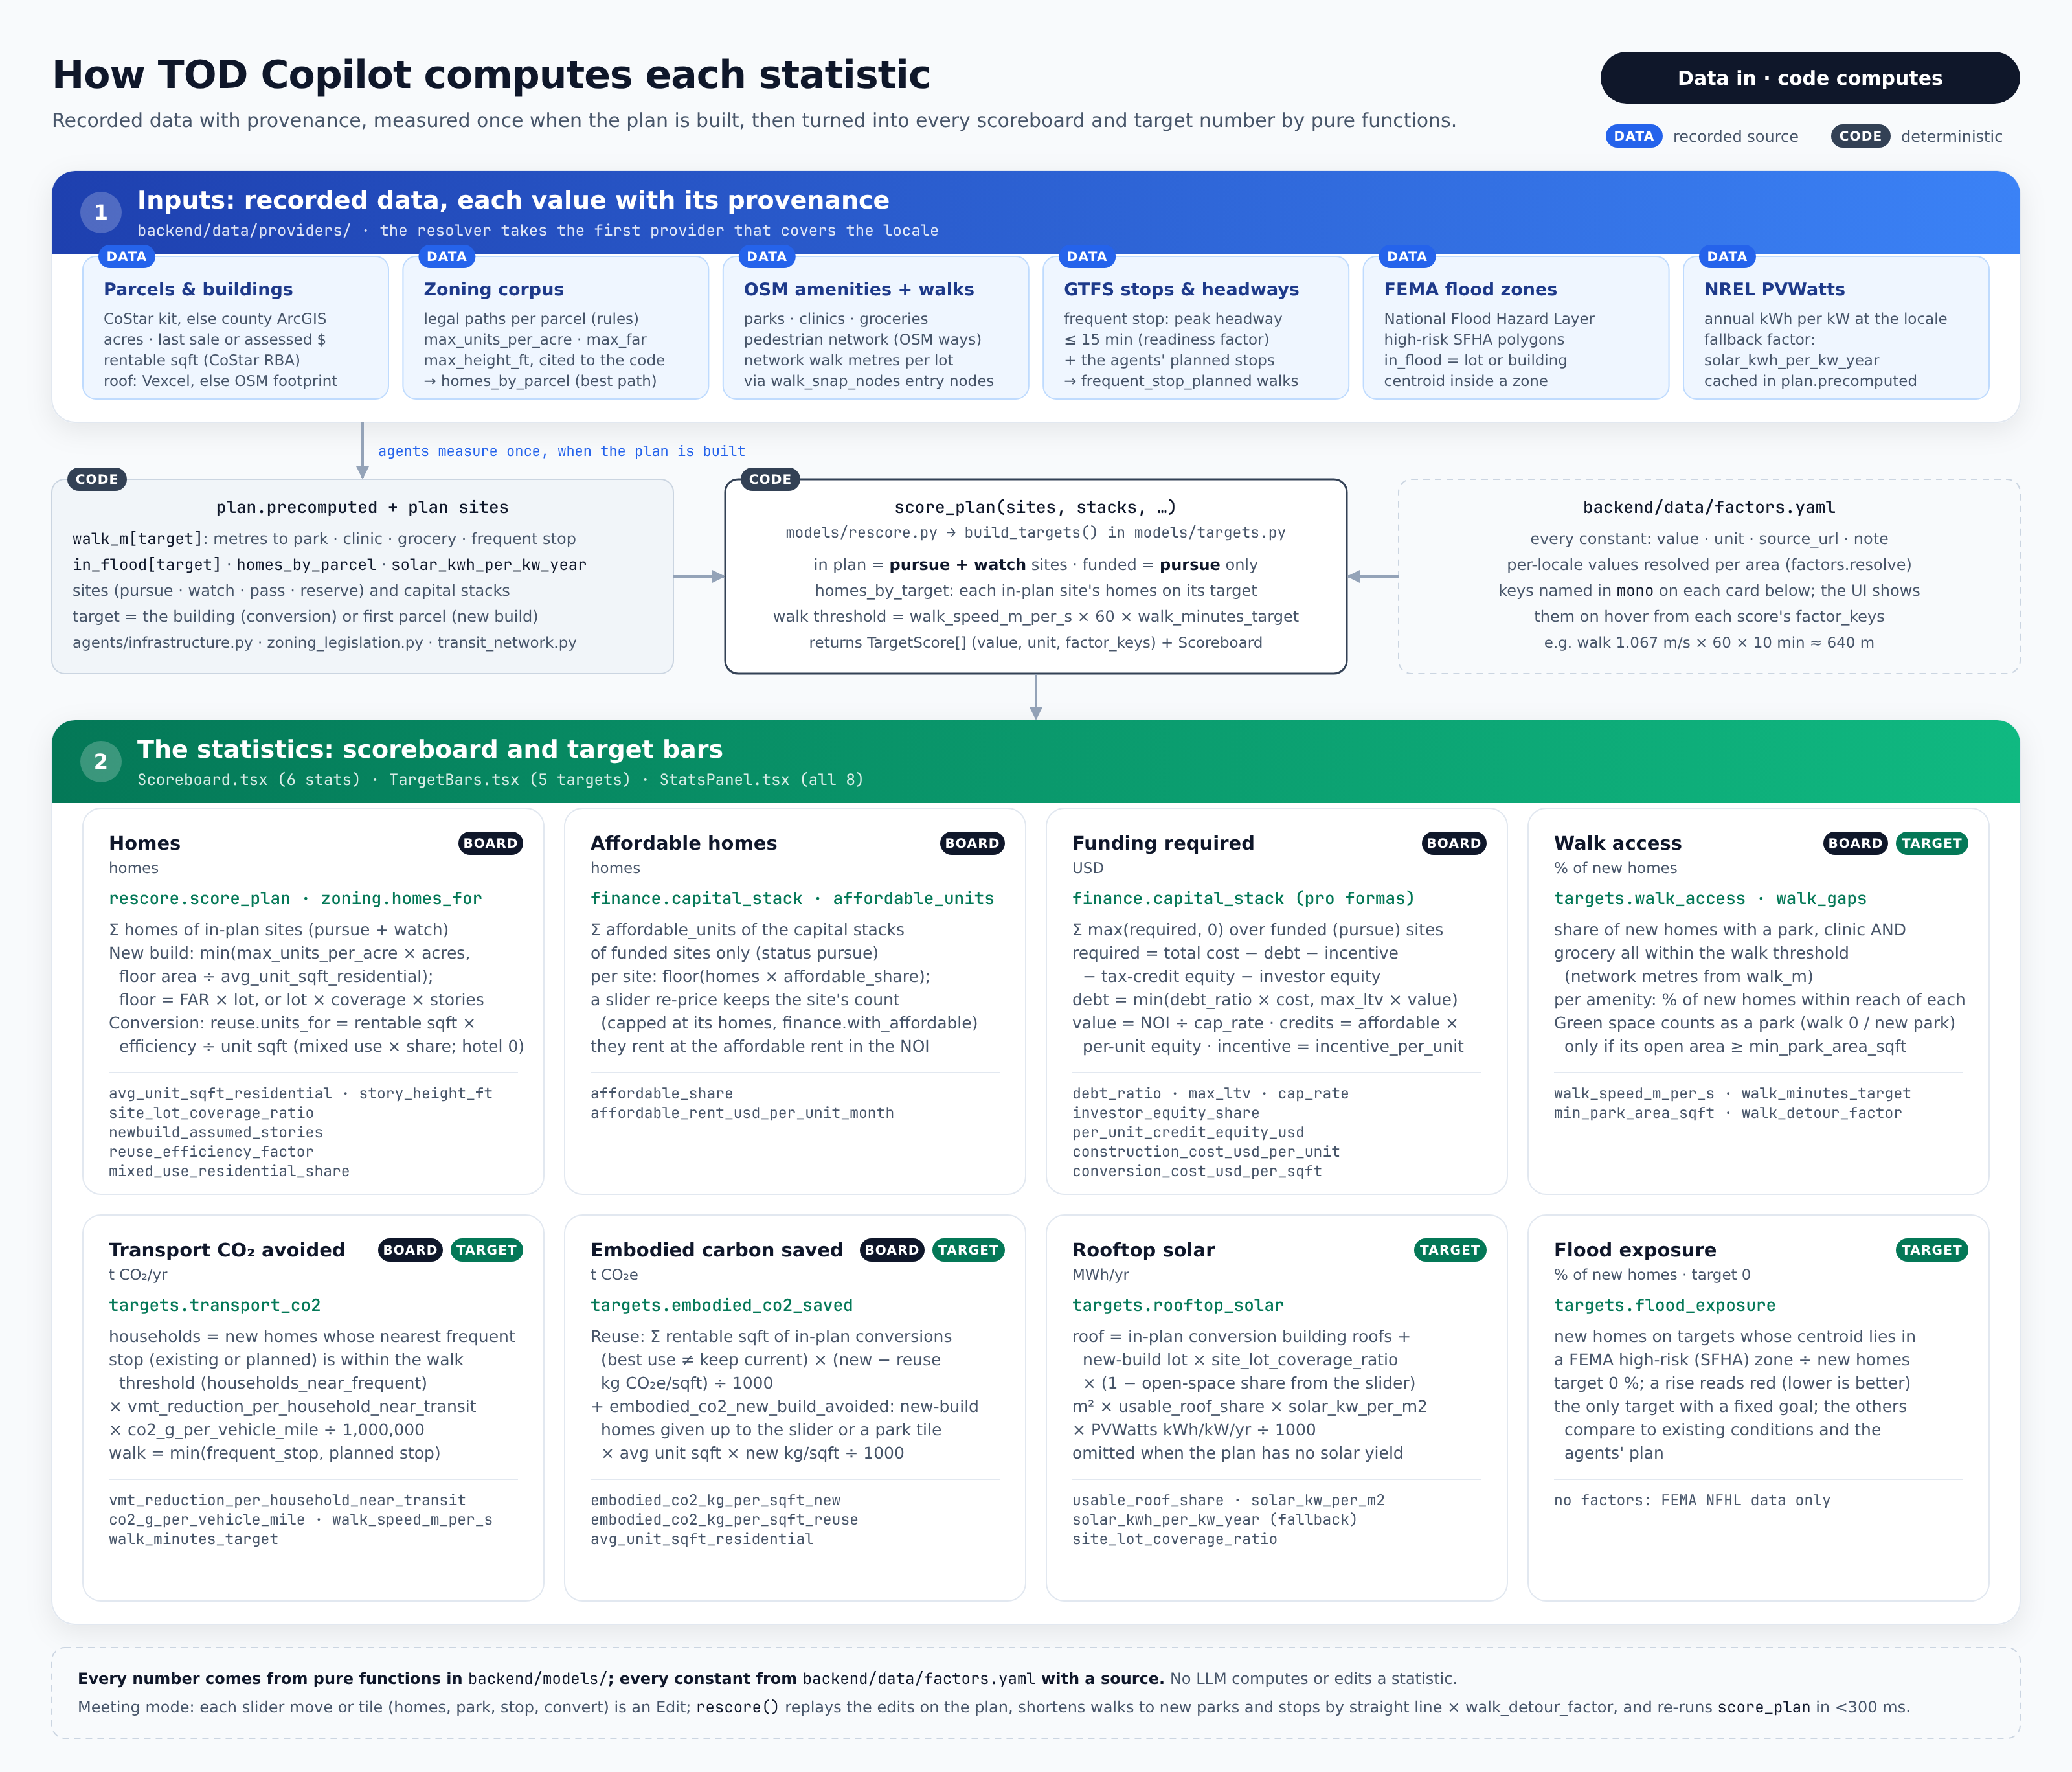 How TOD Copilot computes each statistic
Data in · code computes
Recorded data with provenance, measured once when the plan is built, then turned into every scoreboard and target number by pure functions.
DATA recorded source CODE deterministic
1
Inputs: recorded data, each value with its provenance
backend/data/providers/ · the resolver takes the first provider that covers the locale
DATA
Parcels & buildings
CoStar kit, else county ArcGIS
acres · last sale or assessed $
rentable sqft (CoStar RBA)
roof: Vexcel, else OSM footprint
DATA
Zoning corpus
legal paths per parcel (rules)
max_units_per_acre · max_far
max_height_ft, cited to the code
→ homes_by_parcel (best path)
DATA
OSM amenities + walks
parks · clinics · groceries
pedestrian network (OSM ways)
network walk metres per lot
via walk_snap_nodes entry nodes
DATA
GTFS stops & headways
frequent stop: peak headway
≤ 15 min (readiness factor)
+ the agents' planned stops
→ frequent_stop_planned walks
DATA
FEMA flood zones
National Flood Hazard Layer
high-risk SFHA polygons
in_flood = lot or building
centroid inside a zone
DATA
NREL PVWatts
annual kWh per kW at the locale
fallback factor:
solar_kwh_per_kw_year
cached in plan.precomputed
agents measure once, when the plan is built
CODE
plan.precomputed + plan sites
walk_m[target]: metres to park · clinic · grocery · frequent stop
in_flood[target] · homes_by_parcel · solar_kwh_per_kw_year
sites (pursue · watch · pass · reserve) and capital stacks
target = the building (conversion) or first parcel (new build)
agents/infrastructure.py · zoning_legislation.py · transit_network.py
CODE
score_plan(sites, stacks, …)
models/rescore.py → build_targets() in models/targets.py
in plan = pursue + watch sites · funded = pursue only
homes_by_target: each in-plan site's homes on its target
walk threshold = walk_speed_m_per_s × 60 × walk_minutes_target
returns TargetScore[] (value, unit, factor_keys) + Scoreboard
backend/data/factors.yaml
every constant: value · unit · source_url · note
per-locale values resolved per area (factors.resolve)
keys named in mono on each card below; the UI shows
them on hover from each score's factor_keys
e.g. walk 1.067 m/s × 60 × 10 min ≈ 640 m
2
The statistics: scoreboard and target bars
Scoreboard.tsx (6 stats) · TargetBars.tsx (5 targets) · StatsPanel.tsx (all 8)
Homes BOARD
homes
rescore.score_plan · zoning.homes_for
Σ homes of in-plan sites (pursue + watch)
New build: min(max_units_per_acre × acres,
floor area ÷ avg_unit_sqft_residential);
floor = FAR × lot, or lot × coverage × stories
Conversion: reuse.units_for = rentable sqft ×
efficiency ÷ unit sqft (mixed use × share; hotel 0)
avg_unit_sqft_residential · story_height_ft
site_lot_coverage_ratio
newbuild_assumed_stories
reuse_efficiency_factor
mixed_use_residential_share
Affordable homes BOARD
homes
finance.capital_stack · affordable_units
Σ affordable_units of the capital stacks
of funded sites only (status pursue)
per site: floor(homes × affordable_share);
a slider re-price keeps the site's count
(capped at its homes, finance.with_affordable)
they rent at the affordable rent in the NOI
affordable_share
affordable_rent_usd_per_unit_month
Funding required BOARD
USD
finance.capital_stack (pro formas)
Σ max(required, 0) over funded (pursue) sites
required = total cost − debt − incentive
− tax-credit equity − investor equity
debt = min(debt_ratio × cost, max_ltv × value)
value = NOI ÷ cap_rate · credits = affordable ×
per-unit equity · incentive = incentive_per_unit
debt_ratio · max_ltv · cap_rate
investor_equity_share
per_unit_credit_equity_usd
construction_cost_usd_per_unit
conversion_cost_usd_per_sqft
Walk access BOARD TARGET
% of new homes
targets.walk_access · walk_gaps
share of new homes with a park, clinic AND
grocery all within the walk threshold
(network metres from walk_m)
per amenity: % of new homes within reach of each
Green space counts as a park (walk 0 / new park)
only if its open area ≥ min_park_area_sqft
walk_speed_m_per_s · walk_minutes_target
min_park_area_sqft · walk_detour_factor
Transport CO₂ avoided BOARD TARGET
t CO₂/yr
targets.transport_co2
households = new homes whose nearest frequent
stop (existing or planned) is within the walk
threshold (households_near_frequent)
× vmt_reduction_per_household_near_transit
× co2_g_per_vehicle_mile ÷ 1,000,000
walk = min(frequent_stop, planned stop)
vmt_reduction_per_household_near_transit
co2_g_per_vehicle_mile · walk_speed_m_per_s
walk_minutes_target
Embodied carbon saved BOARD TARGET
t CO₂e
targets.embodied_co2_saved
Reuse: Σ rentable sqft of in-plan conversions
(best use ≠ keep current) × (new − reuse
kg CO₂e/sqft) ÷ 1000
+ embodied_co2_new_build_avoided: new-build
homes given up to the slider or a park tile
× avg unit sqft × new kg/sqft ÷ 1000
embodied_co2_kg_per_sqft_new
embodied_co2_kg_per_sqft_reuse
avg_unit_sqft_residential
Rooftop solar TARGET
MWh/yr
targets.rooftop_solar
roof = in-plan conversion building roofs +
new-build lot × site_lot_coverage_ratio
× (1 − open-space share from the slider)
m² × usable_roof_share × solar_kw_per_m2
× PVWatts kWh/kW/yr ÷ 1000
omitted when the plan has no solar yield
usable_roof_share · solar_kw_per_m2
solar_kwh_per_kw_year (fallback)
site_lot_coverage_ratio
Flood exposure TARGET
% of new homes · target 0
targets.flood_exposure
new homes on targets whose centroid lies in
a FEMA high-risk (SFHA) zone ÷ new homes
target 0 %; a rise reads red (lower is better)
the only target with a fixed goal; the others
compare to existing conditions and the
agents' plan
no factors: FEMA NFHL data only
Every number comes from pure functions in backend/models/; every constant from backend/data/factors.yaml with a source. No LLM computes or edits a statistic.
Meeting mode: each slider move or tile (homes, park, stop, convert) is an Edit; rescore() replays the edits on the plan, shortens walks to new parks and stops by straight line × walk_detour_factor, and re-runs score_plan in <300 ms.